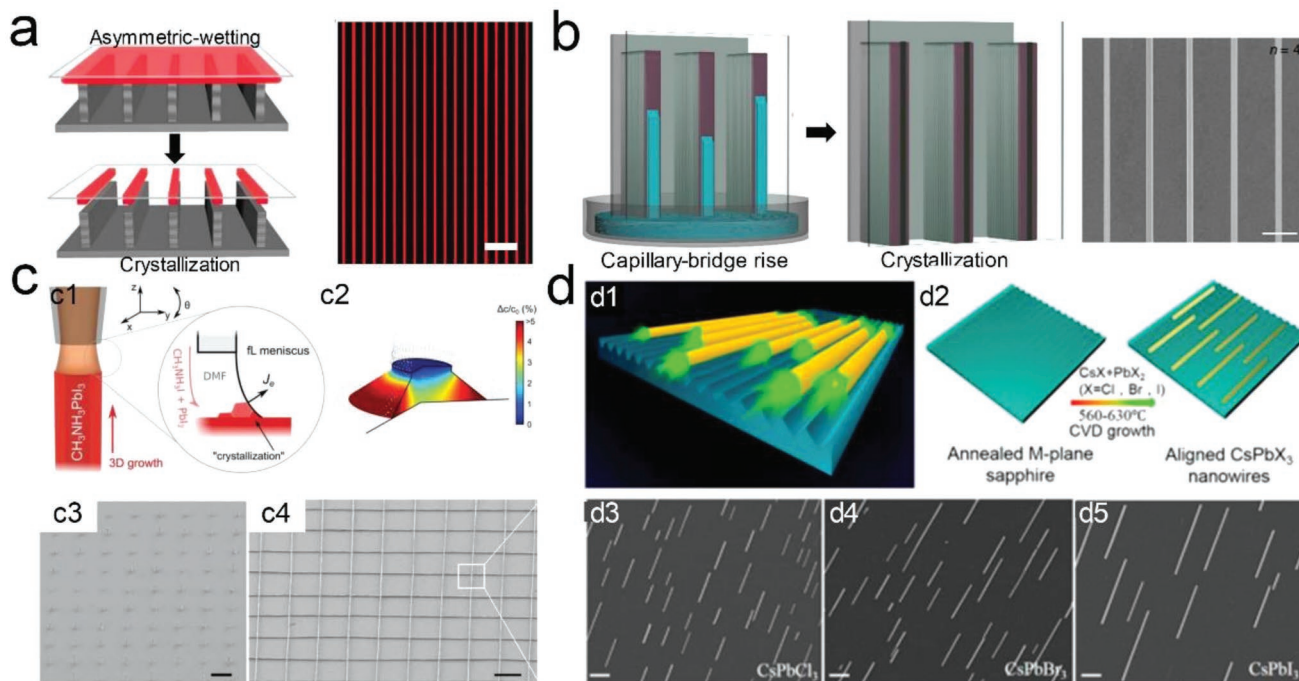 a
Asymmetric-wetting
Crystallization
b
Capillary-bridge rise
Crystallization
n = 4
c
c1
z
y
x
θ
fL meniscus
DMF
CH₃NH₃I + PbI₂
Jₑ
"crystallization"
CH₃NH₃PbI₃
3D growth
c2
Δc/c₀ (%)
>5
4
3
2
1
0
c3
c4
d
d1
d2
CsX+PbX₂
(X=Cl , Br , I)
560-630℃
CVD growth
Annealed M-plane
sapphire
Aligned CsPbX₃
nanowires
d3
CsPbCl₃
d4
CsPbBr₃
d5
CsPbI₃